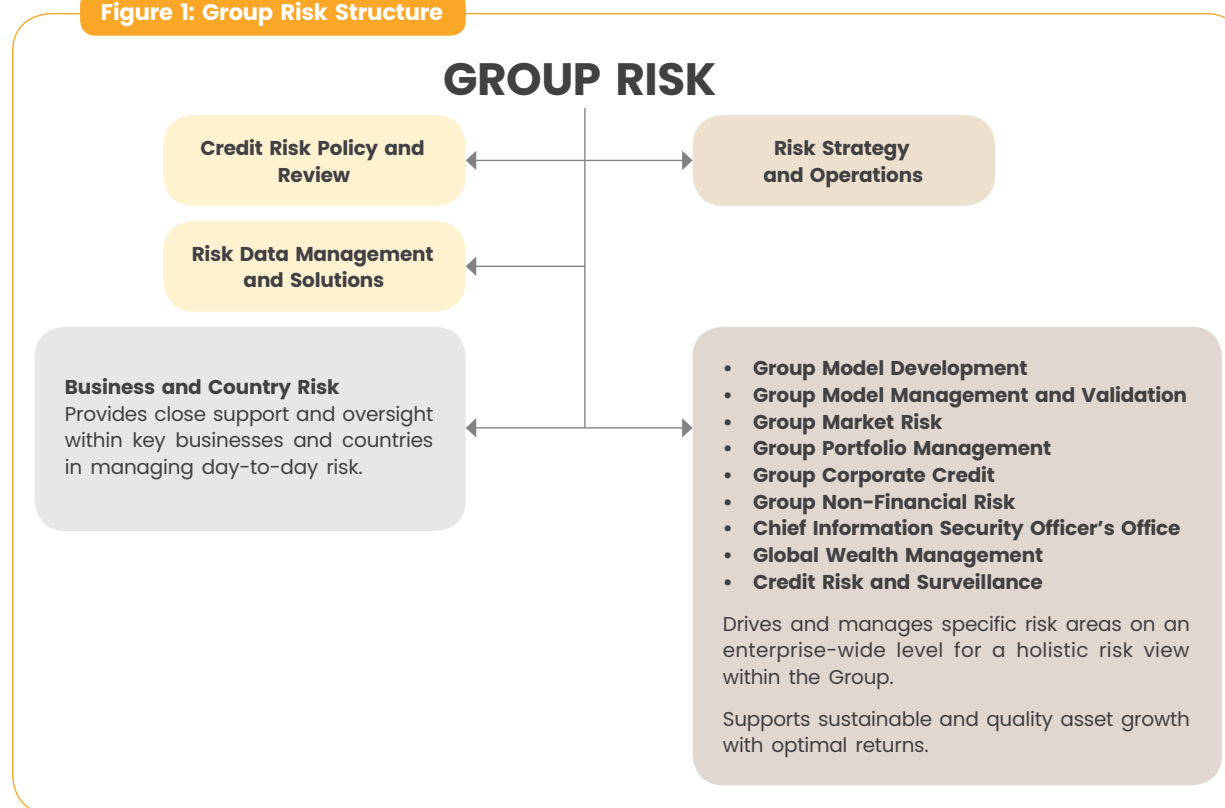 Figure 1: Group Risk Structure
GROUP RISK
Credit Risk Policy and
Review
Risk Strategy
and Operations
Risk Data Management
and Solutions
Business and Country Risk
Provides close support and oversight
within key businesses and countries
in managing day-to-day risk.
• Group Model Development
• Group Model Management and Validation
• Group Market Risk
• Group Portfolio Management
• Group Corporate Credit
• Group Non-Financial Risk
• Chief Information Security Officer's Office
• Global Wealth Management
• Credit Risk and Surveillance
Drives and manages specific risk areas on an
enterprise-wide level for a holistic risk view
within the Group.
Supports sustainable and quality asset growth
with optimal returns.